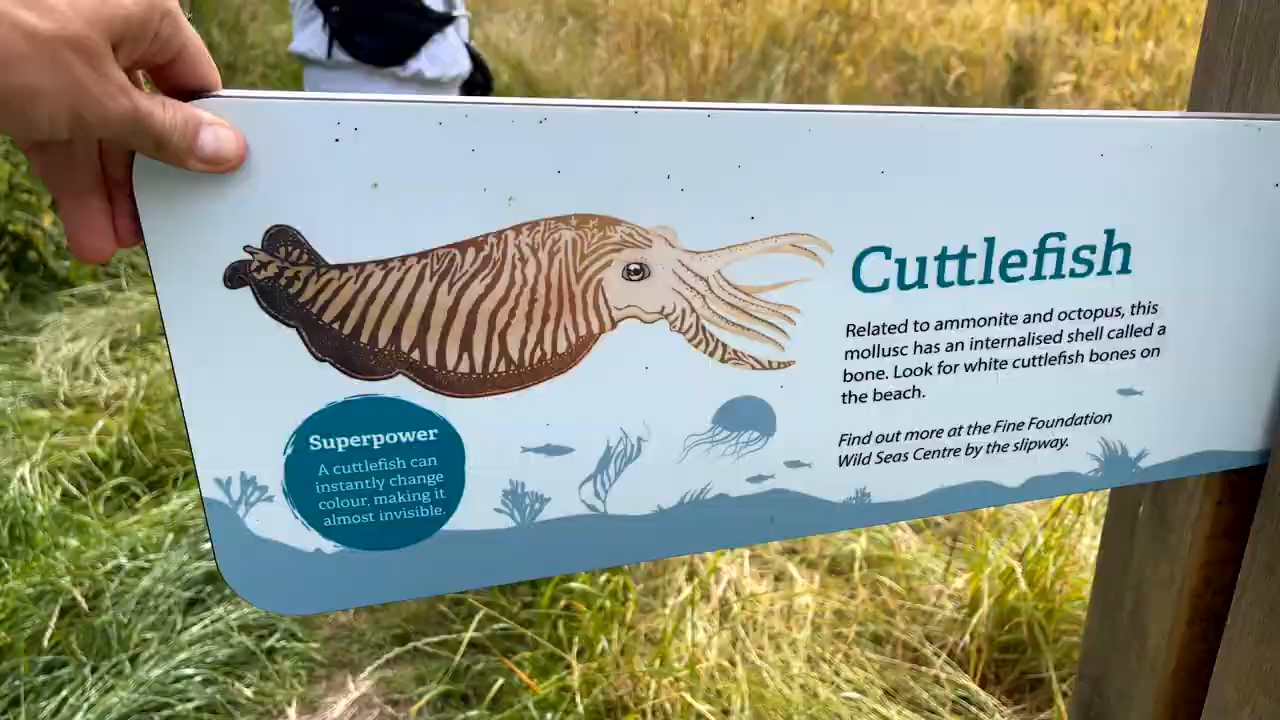 Cuttlefish
Related to ammonite and octopus, this
mollusc has an internalised shell called a
bone. Look for white cuttlefish bones on
the beach.
Find out more at the Fine Foundation
Wild Seas Centre by the slipway.
Superpower
A cuttlefish can
instantly change
colour, making it
almost invisible.